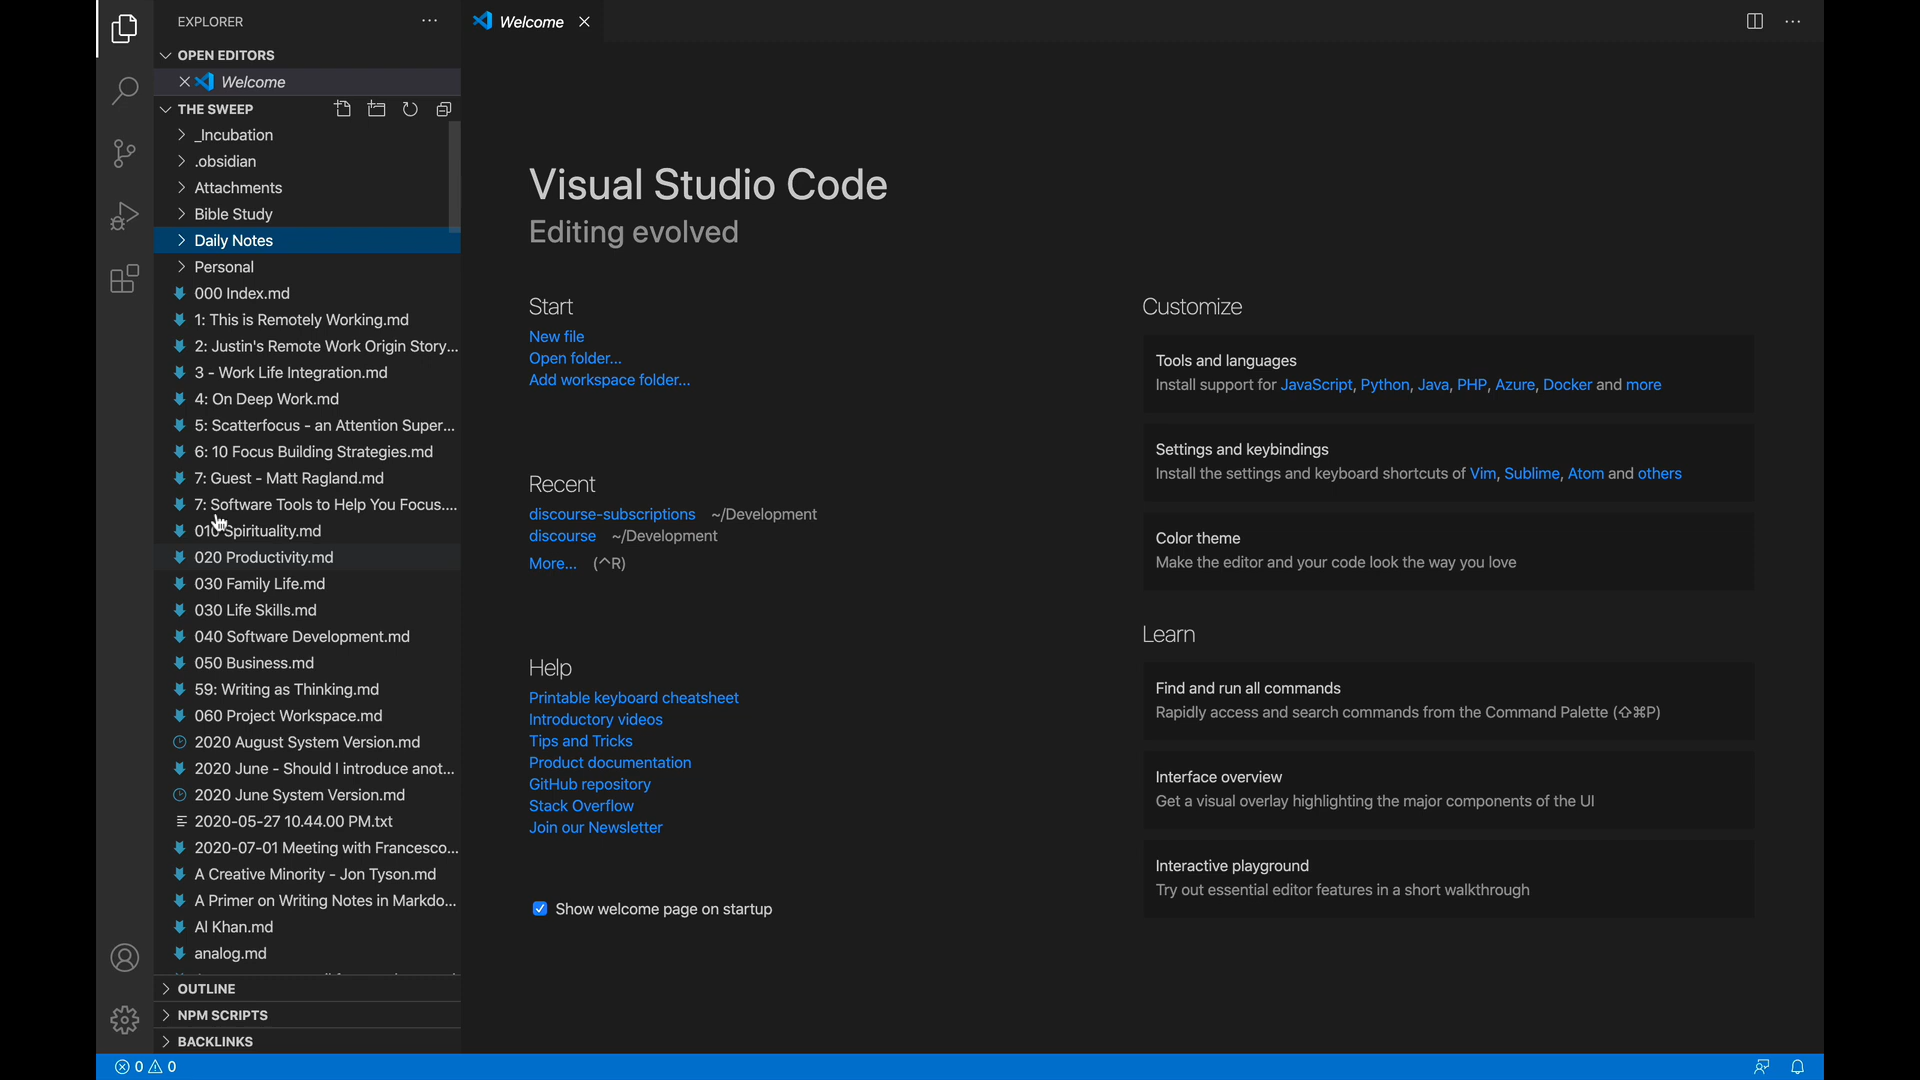 EXPLORER
OPEN EDITORS
Welcome
THE SWEEP
_Incubation
.obsidian
Attachments
Bible Study
Daily Notes
Personal
000 Index.md
1: This is Remotely Working.md
2: Justin's Remote Work Origin Story...
3 - Work Life Integration.md
4: On Deep Work.md
5: Scatterfocus - an Attention Super...
6: 10 Focus Building Strategies.md
7: Guest - Matt Ragland.md
7: Software Tools to Help You Focus....
010 Spirituality.md
020 Productivity.md
030 Family Life.md
030 Life Skills.md
040 Software Development.md
050 Business.md
59: Writing as Thinking.md
060 Project Workspace.md
2020 August System Version.md
2020 June - Should I introduce anot...
2020 June System Version.md
2020-05-27 10.44.00 PM.txt
2020-07-01 Meeting with Francesco...
A Creative Minority - Jon Tyson.md
A Primer on Writing Notes in Markdo...
Al Khan.md
analog.md
OUTLINE
NPM SCRIPTS
BACKLINKS
0 0
Welcome
Visual Studio Code
Editing evolved
Start
New file
Open folder...
Add workspace folder...
Recent
discourse-subscriptions ~/Development
discourse ~/Development
More... (^R)
Help
Printable keyboard cheatsheet
Introductory videos
Tips and Tricks
Product documentation
GitHub repository
Stack Overflow
Join our Newsletter
Show welcome page on startup
Customize
Tools and languages
Install support for JavaScript, Python, Java, PHP, Azure, Docker and more
Settings and keybindings
Install the settings and keyboard shortcuts of Vim, Sublime, Atom and others
Color theme
Make the editor and your code look the way you love
Learn
Find and run all commands
Rapidly access and search commands from the Command Palette (⇧⌘P)
Interface overview
Get a visual overlay highlighting the major components of the UI
Interactive playground
Try out essential editor features in a short walkthrough